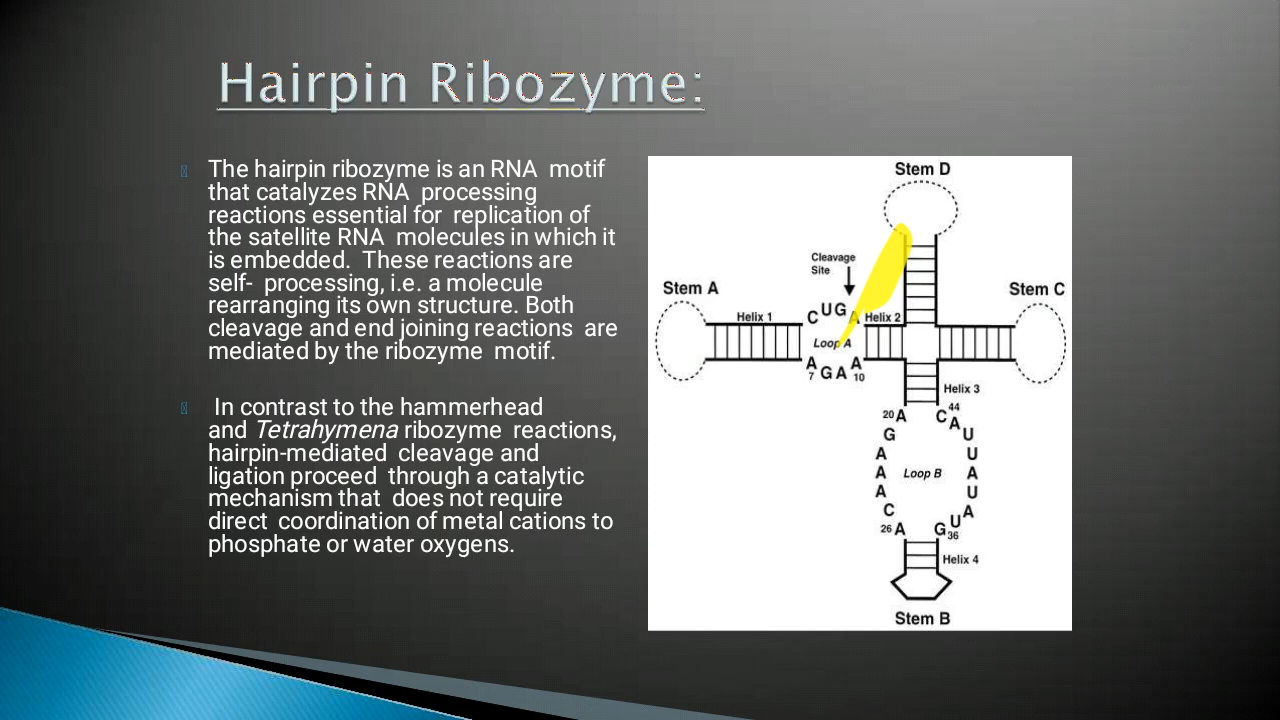 Hairpin Ribozyme:
The hairpin ribozyme is an RNA motif
that catalyzes RNA processing
reactions essential for replication of
the satellite RNA molecules in which it
is embedded. These reactions are
self- processing, i.e. a molecule
rearranging its own structure. Both
cleavage and end joining reactions are
mediated by the ribozyme motif.
In contrast to the hammerhead
and Tetrahymena ribozyme reactions,
hairpin-mediated cleavage and
ligation proceed through a catalytic
mechanism that does not require
direct coordination of metal cations to
phosphate or water oxygens.
Stem D
Cleavage
Site
Stem A
Stem C
Helix 1
C U G A
Helix 2
Loop A
A G A A
7 10
Helix 3
20 A
C 44
A
G
U
A
U
A
Loop B
A
A
U
C
A
U
26 A
G 36
Helix 4
Stem B